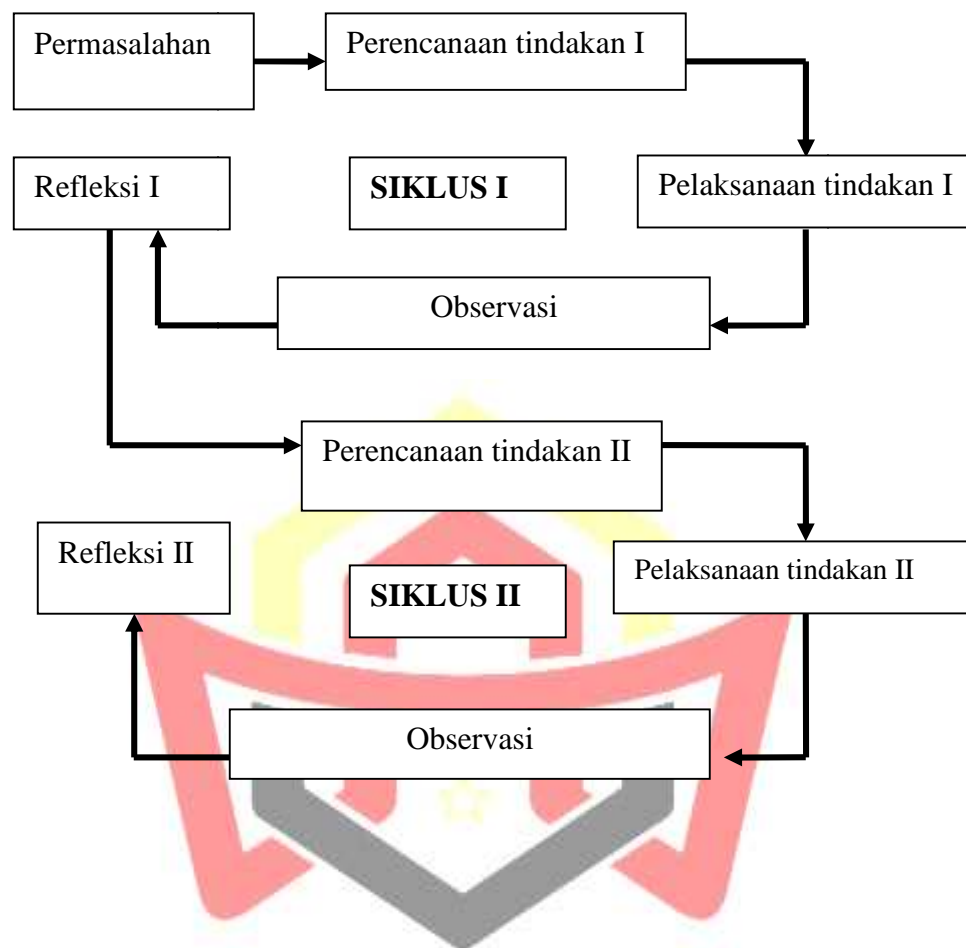 Permasalahan
Perencanaan tindakan I
Refleksi I
SIKLUS I
Pelaksanaan tindakan I
Observasi
Perencanaan tindakan II
Refleksi II
SIKLUS II
Pelaksanaan tindakan II
Observasi